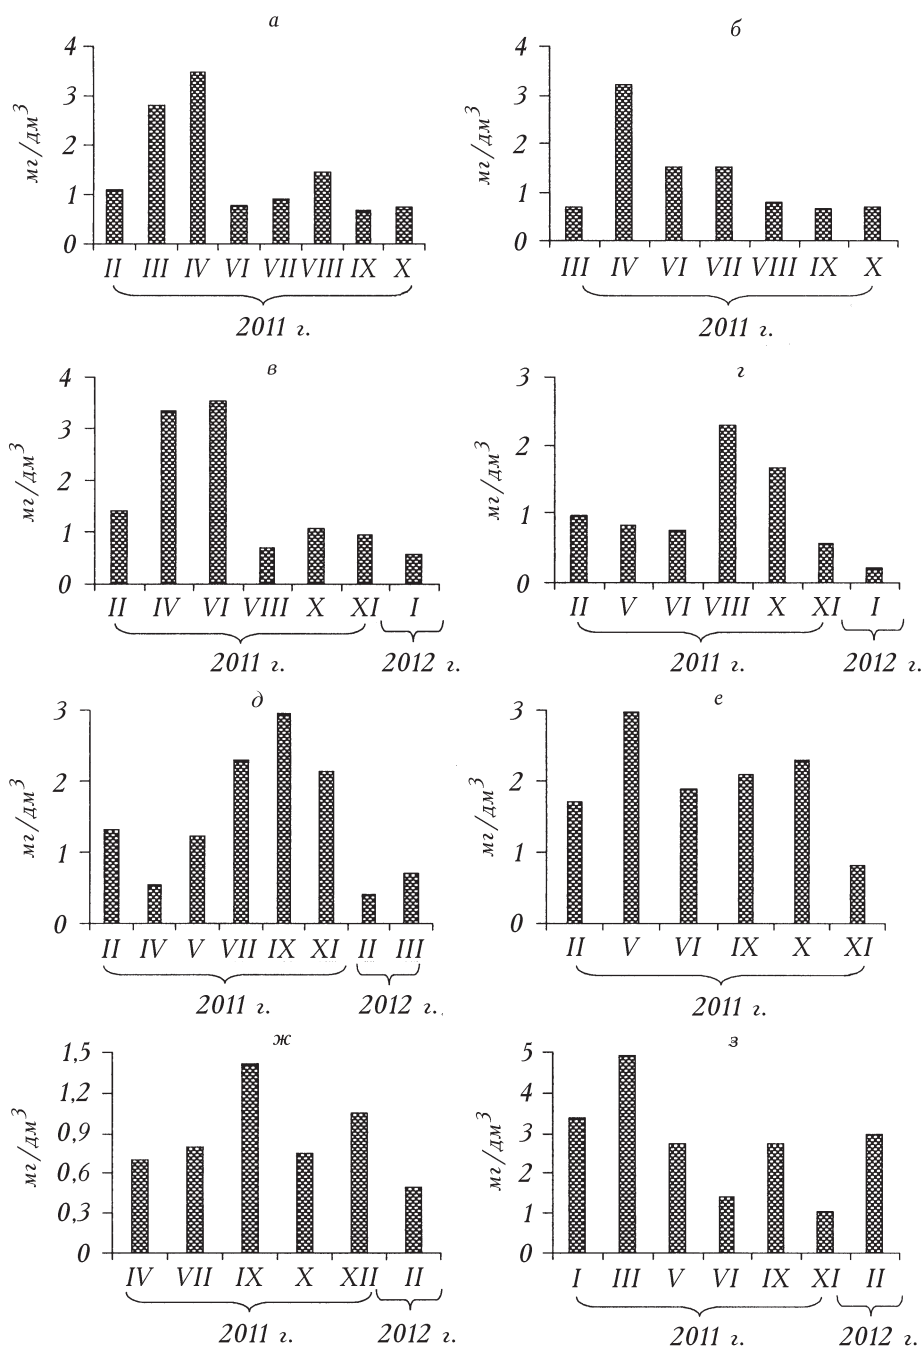 а
4
3
2
1
0
мг/дм³
II III IV VI VII VIII IX X
2011 г.
б
4
3
2
1
0
мг/дм³
III IV VI VII VIII IX X
2011 г.
в
4
3
2
1
0
мг/дм³
II IV VI VIII X XI I
2011 г. 2012 г.
г
3
2
1
0
мг/дм³
II V VI VIII X XI I
2011 г. 2012 г.
д
3
2
1
0
мг/дм³
II IV V VII IX XI II III
2011 г. 2012 г.
е
3
2
1
0
мг/дм³
II V VI IX X XI
2011 г.
ж
1,5
1,2
0,9
0,6
0,3
0
мг/дм³
IV VII IX X XII II
2011 г. 2012 г.
з
5
4
3
2
1
0
мг/дм³
I III V VI IX XI II
2011 г. 2012 г.